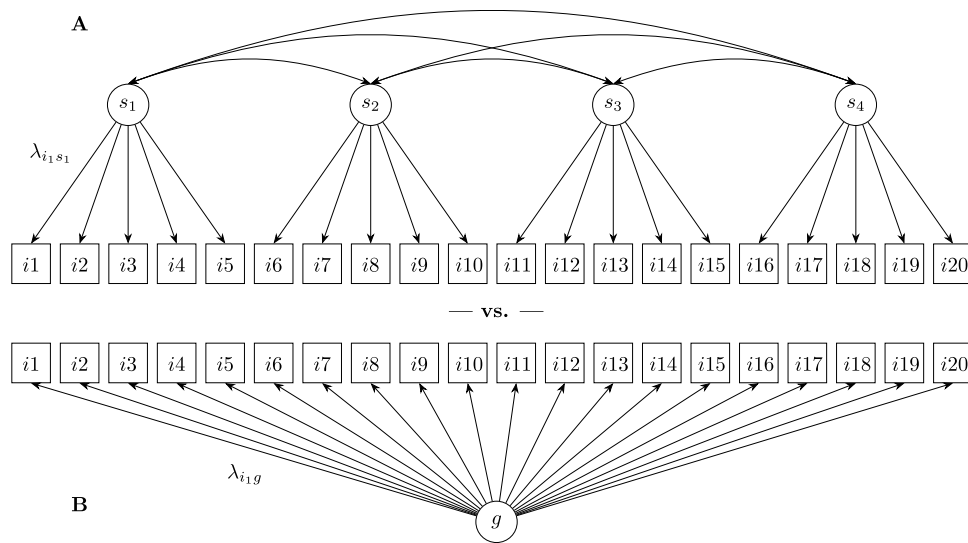 A
s₁ s₂ s₃ s₄
λᵢ₁ₛ₁
i1 i2 i3 i4 i5 i6 i7 i8 i9 i10 i11 i12 i13 i14 i15 i16 i17 i18 i19 i20
— vs. —
i1 i2 i3 i4 i5 i6 i7 i8 i9 i10 i11 i12 i13 i14 i15 i16 i17 i18 i19 i20
λ_{i₁g}
B
g